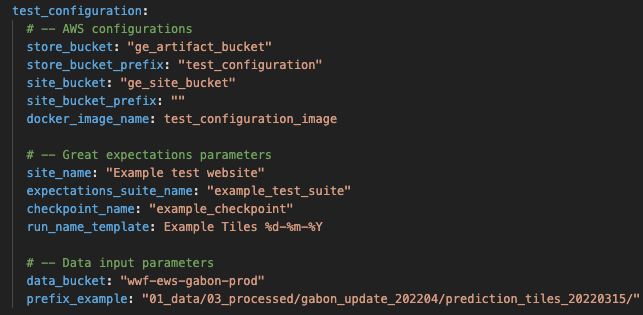 test_configuration:
# -- AWS configurations
store_bucket: "ge_artifact_bucket"
store_bucket_prefix: "test_configuration"
site_bucket: "ge_site_bucket"
site_bucket_prefix: ""
docker_image_name: test_configuration_image
# -- Great expectations parameters
site_name: "Example test website"
expectations_suite_name: "example_test_suite"
checkpoint_name: "example_checkpoint"
run_name_template: Example Tiles %d-%m-%Y
# -- Data input parameters
data_bucket: "wwf-ews-gabon-prod"
prefix_example: "01_data/03_processed/gabon_update_202204/prediction_tiles_20220315/"